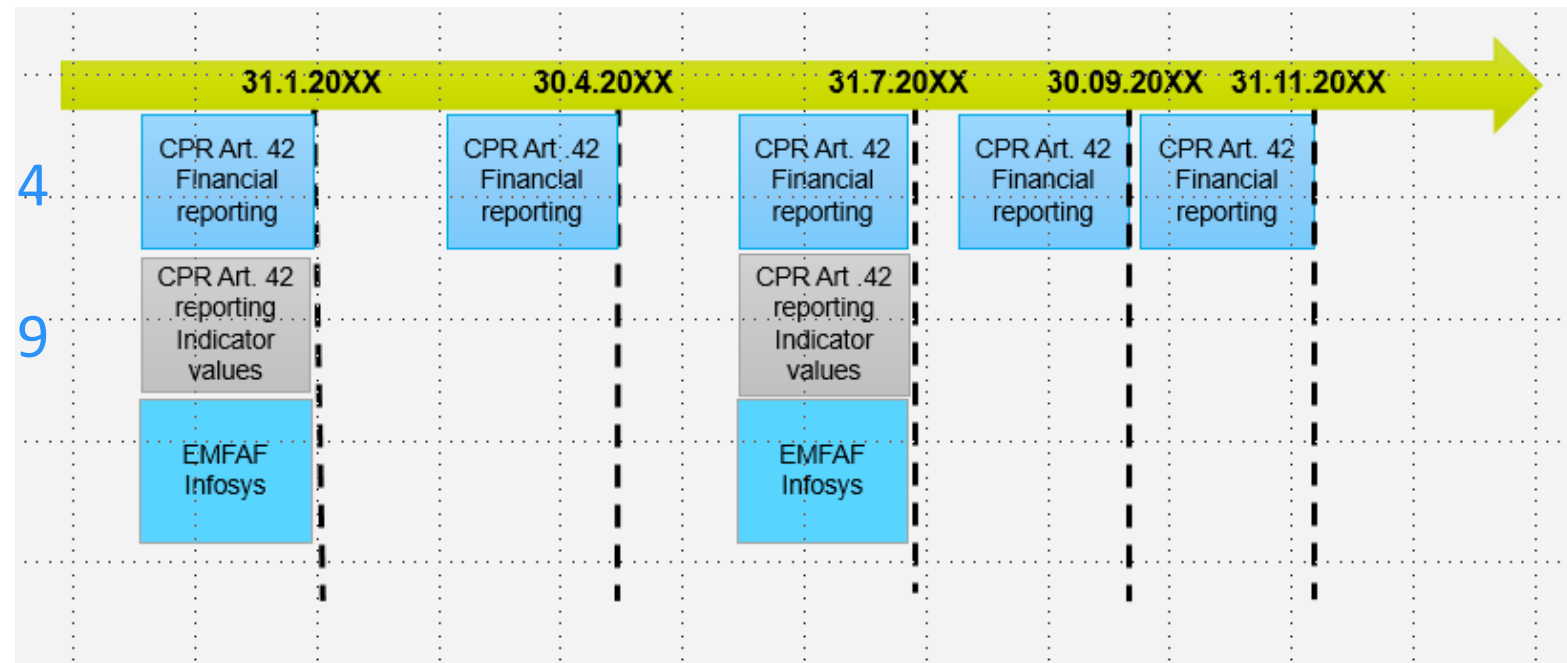 31.1.20XX 30.4.20XX 31.7.20XX 30.09.20XX 31.11.20XX
4
9
CPR Art. 42
Financial
reporting
CPR Art .42
Financial
reporting
CPR Art. 42
Financial
reporting
CPR Art. 42
Financial
reporting
CPR Art. 42
Financial
reporting
CPR Art. 42
reporting
Indicator
values
CPR Art .42
reporting
Indicator
values
EMFAF
Infosys
EMFAF
Infosys